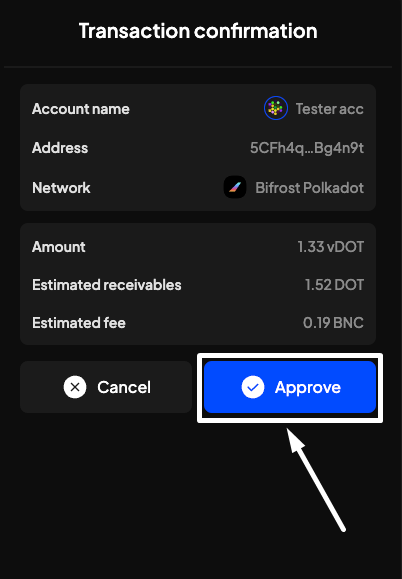 Transaction confirmation
Account name Tester acc
Address 5CFh4q...Bg4n9t
Network Bifrost Polkadot
Amount 1.33 vDOT
Estimated receivables 1.52 DOT
Estimated fee 0.19 BNC
Cancel Approve